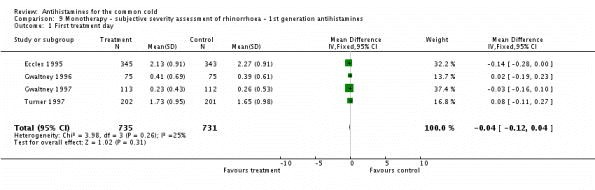 Review: Antihistamines for the common cold
Comparison: 9 Monotherapy - subjective severity assessment of rhinorrhoea - 1st generation antihistamines
Outcome: 1 First treatment day
Study or subgroup Treatment Control Mean Difference Weight Mean Difference
N Mean(SD) N Mean(SD) IV,Fixed,95% CI IV,Fixed,95% CI
Eccles 1995 345 2.13 (0.91) 343 2.27 (0.91) 32.2 % -0.14 [ -0.28, 0.00 ]
Gwaltney 1996 75 0.41 (0.69) 75 0.39 (0.61) 13.7 % 0.02 [ -0.19, 0.23 ]
Gwaltney 1997 113 0.23 (0.43) 112 0.26 (0.53) 37.4 % -0.03 [ -0.16, 0.10 ]
Turner 1997 202 1.73 (0.95) 201 1.65 (0.98) 16.8 % 0.08 [ -0.11, 0.27 ]
Total (95% CI) 735 731 100.0 % -0.04 [ -0.12, 0.04 ]
Heterogeneity: Chi² = 3.98, df = 3 (P = 0.26); I² =25%
Test for overall effect: Z = 1.02 (P = 0.31)
-10 -5 0 5 10
Favours treatment Favours control